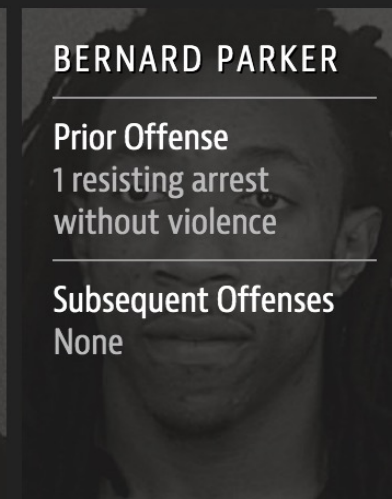 BERNARD PARKER
Prior Offense
1 resisting arrest
without violence
Subsequent Offenses
None